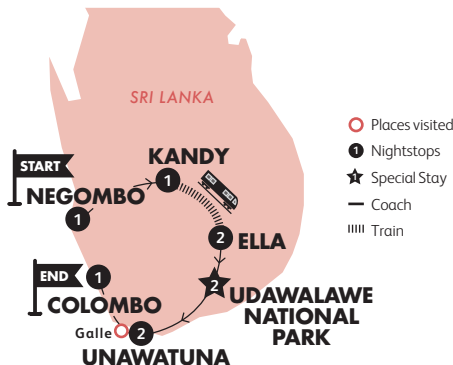 SRI LANKA
START
NEGOMBO
1
KANDY
1
2
ELLA
2
UDAWALAWE
NATIONAL
PARK
END
1
COLOMBO
Galle
2
UNAWATUNA
Places visited
1 Nightstops
1 Special Stay
Coach
Train